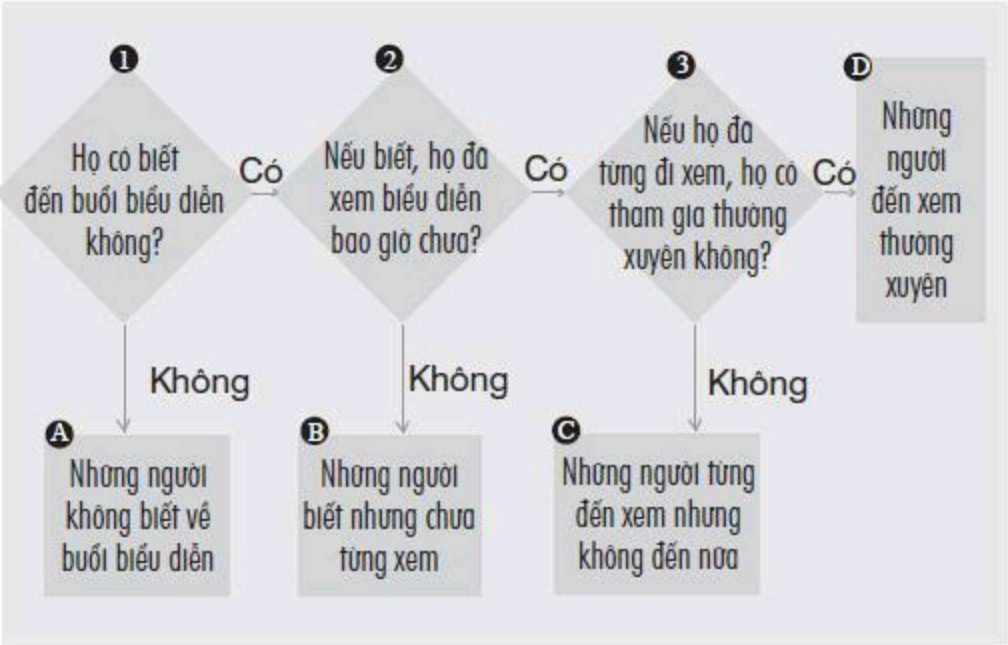 1
Họ có biết
đến buổi biểu diễn
không?
Có
2
Nếu biết, họ đã
xem biểu diễn
bao giờ chưa?
Có
3
Nếu họ đã
từng đi xem, họ có
tham gia thường
xuyên không?
Có
D
Những
người
đến xem
thường
xuyên
Không
Không
Không
A
Những người
không biết về
buổi biểu diễn
B
Những người
biết nhưng chưa
từng xem
C
Những người từng
đến xem nhưng
không đến nữa